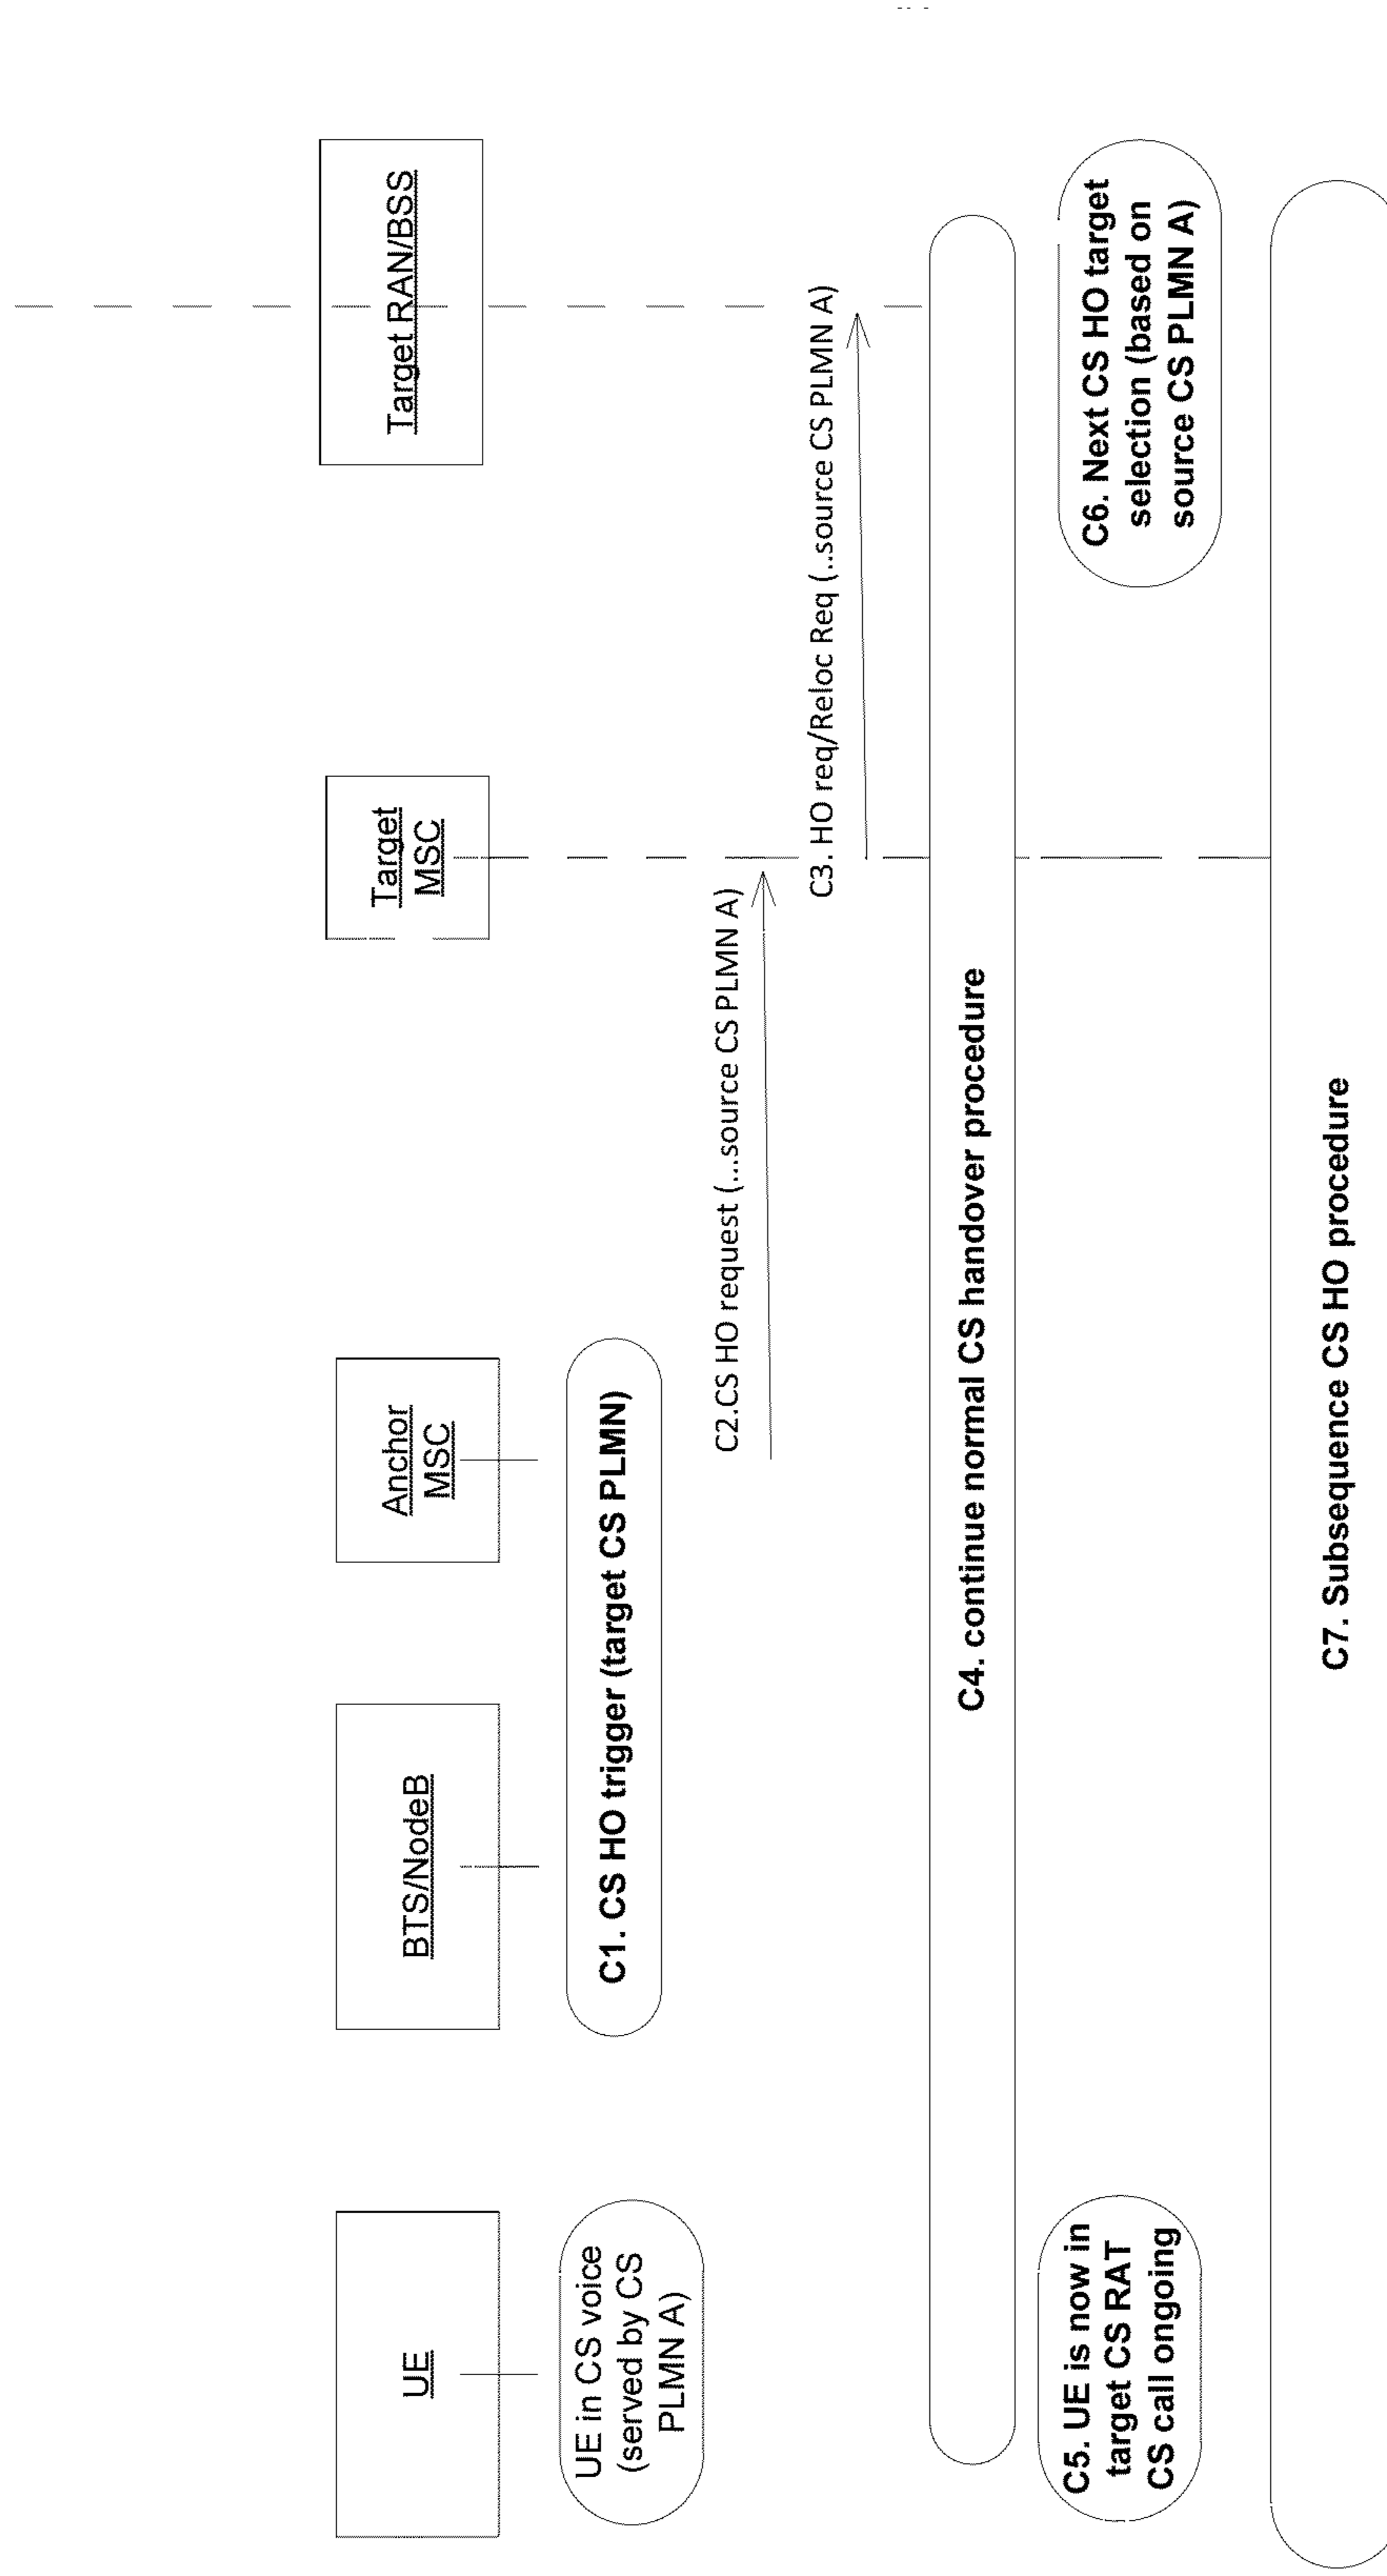 UE
BTS/NodeB
Anchor
MSC
Target
MSC
Target RAN/BSS
UE in CS voice
(served by CS
PLMN A)
C1. CS HO trigger (target CS PLMN)
C2.CS HO request (...source CS PLMN A)
C3. HO req/Reloc Req (..source CS PLMN A)
C4. continue normal CS handover procedure
C5. UE is now in
target CS RAT
CS call ongoing
C6. Next CS HO target
selection (based on
source CS PLMN A)
C7. Subsequence CS HO procedure